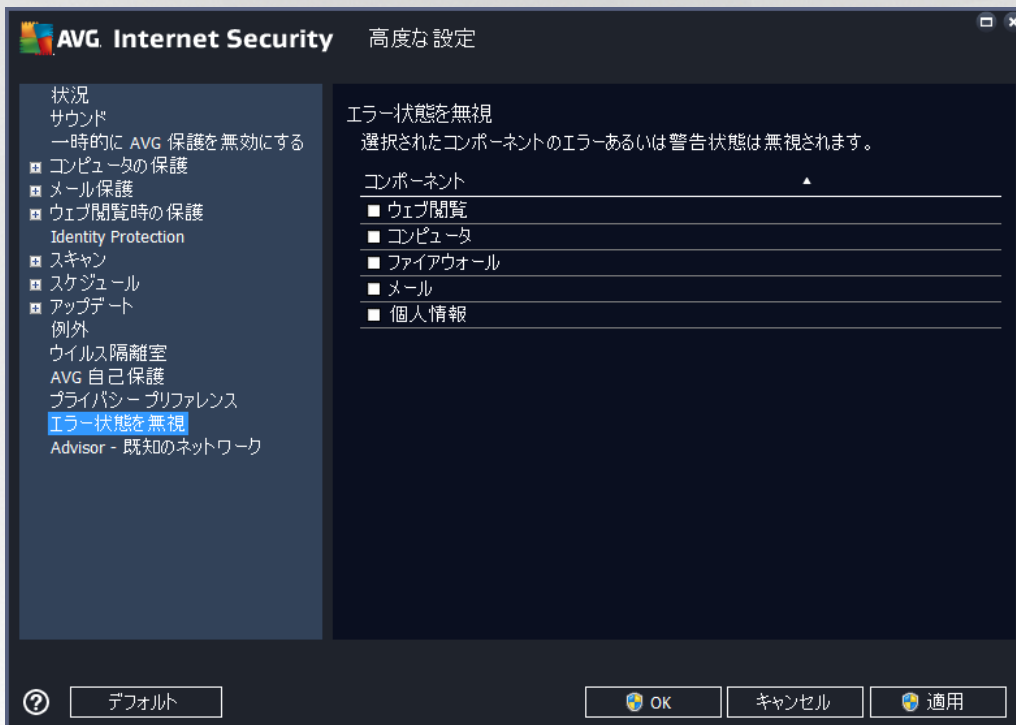 AVG. Internet Security 高度な設定
状況
サウンド
一時的に AVG 保護を無効にする
コンピュータの保護
メール保護
ウェブ閲覧時の保護
Identity Protection
スキャン
スケジュール
アップデート
例外
ウイルス隔離室
AVG 自己保護
プライバシー プリファレンス
エラー状態を無視
Advisor - 既知のネットワーク
エラー状態を無視
選択されたコンポーネントのエラーあるいは警告状態は無視されます。
コンポーネント
ウェブ閲覧
コンピュータ
ファイアウォール
メール
個人情報
デフォルト
OK
キャンセル
適用